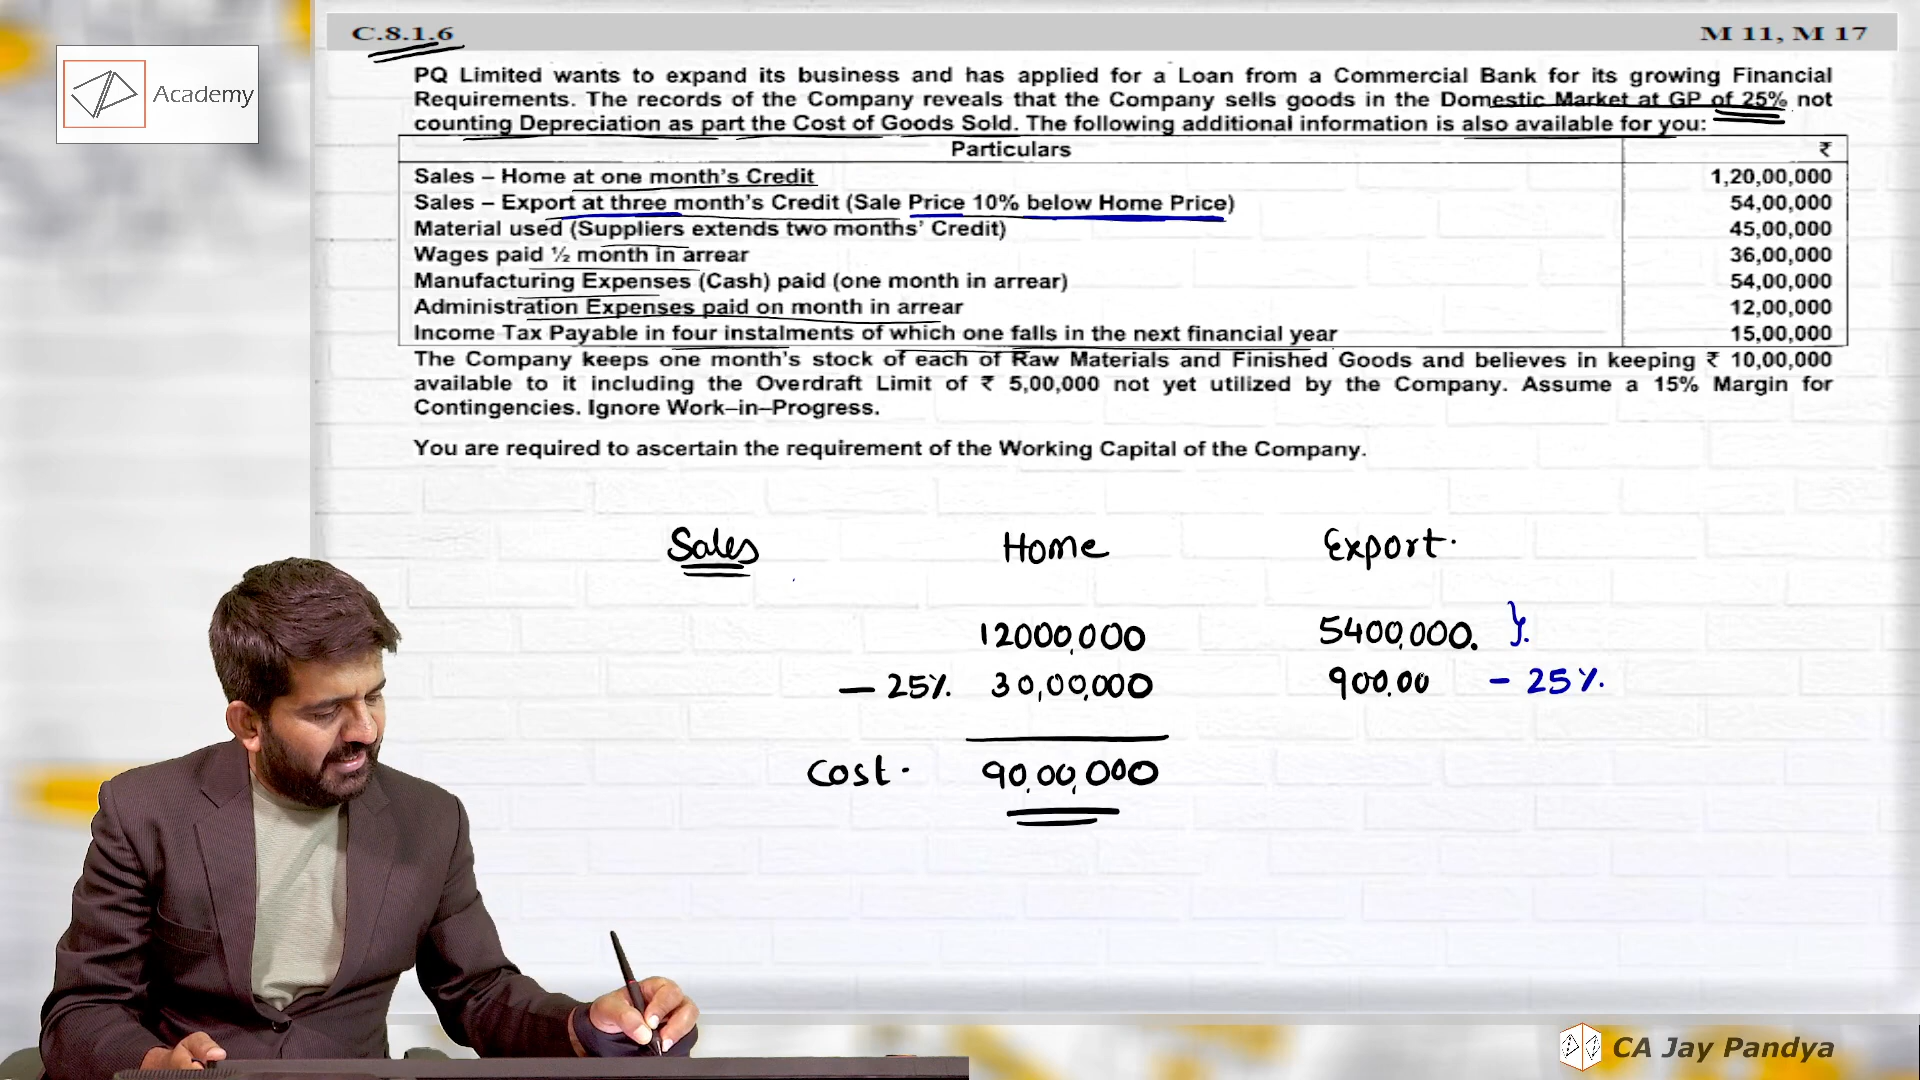 C.8.1.6 M 11, M 17
Academy
PQ Limited wants to expand its business and has applied for a Loan from a Commercial Bank for its growing Financial
Requirements. The records of the Company reveals that the Company sells goods in the Domestic Market at GP of 25% not
counting Depreciation as part the Cost of Goods Sold. The following additional information is also available for you:
Particulars ₹
Sales – Home at one month's Credit 1,20,00,000
Sales – Export at three month's Credit (Sale Price 10% below Home Price) 54,00,000
Material used (Suppliers extends two months' Credit) 45,00,000
Wages paid ½ month in arrear 36,00,000
Manufacturing Expenses (Cash) paid (one month in arrear) 54,00,000
Administration Expenses paid on month in arrear 12,00,000
Income Tax Payable in four instalments of which one falls in the next financial year 15,00,000
The Company keeps one month's stock of each of Raw Materials and Finished Goods and believes in keeping ₹ 10,00,000
available to it including the Overdraft Limit of ₹ 5,00,000 not yet utilized by the Company. Assume a 15% Margin for
Contingencies. Ignore Work–in–Progress.
You are required to ascertain the requirement of the Working Capital of the Company.
Sales Home Export.
12000,000 5400,000. }.
— 25%. 30,00,000 900.00 - 25%.
Cost. 90,00,000
CA Jay Pandya